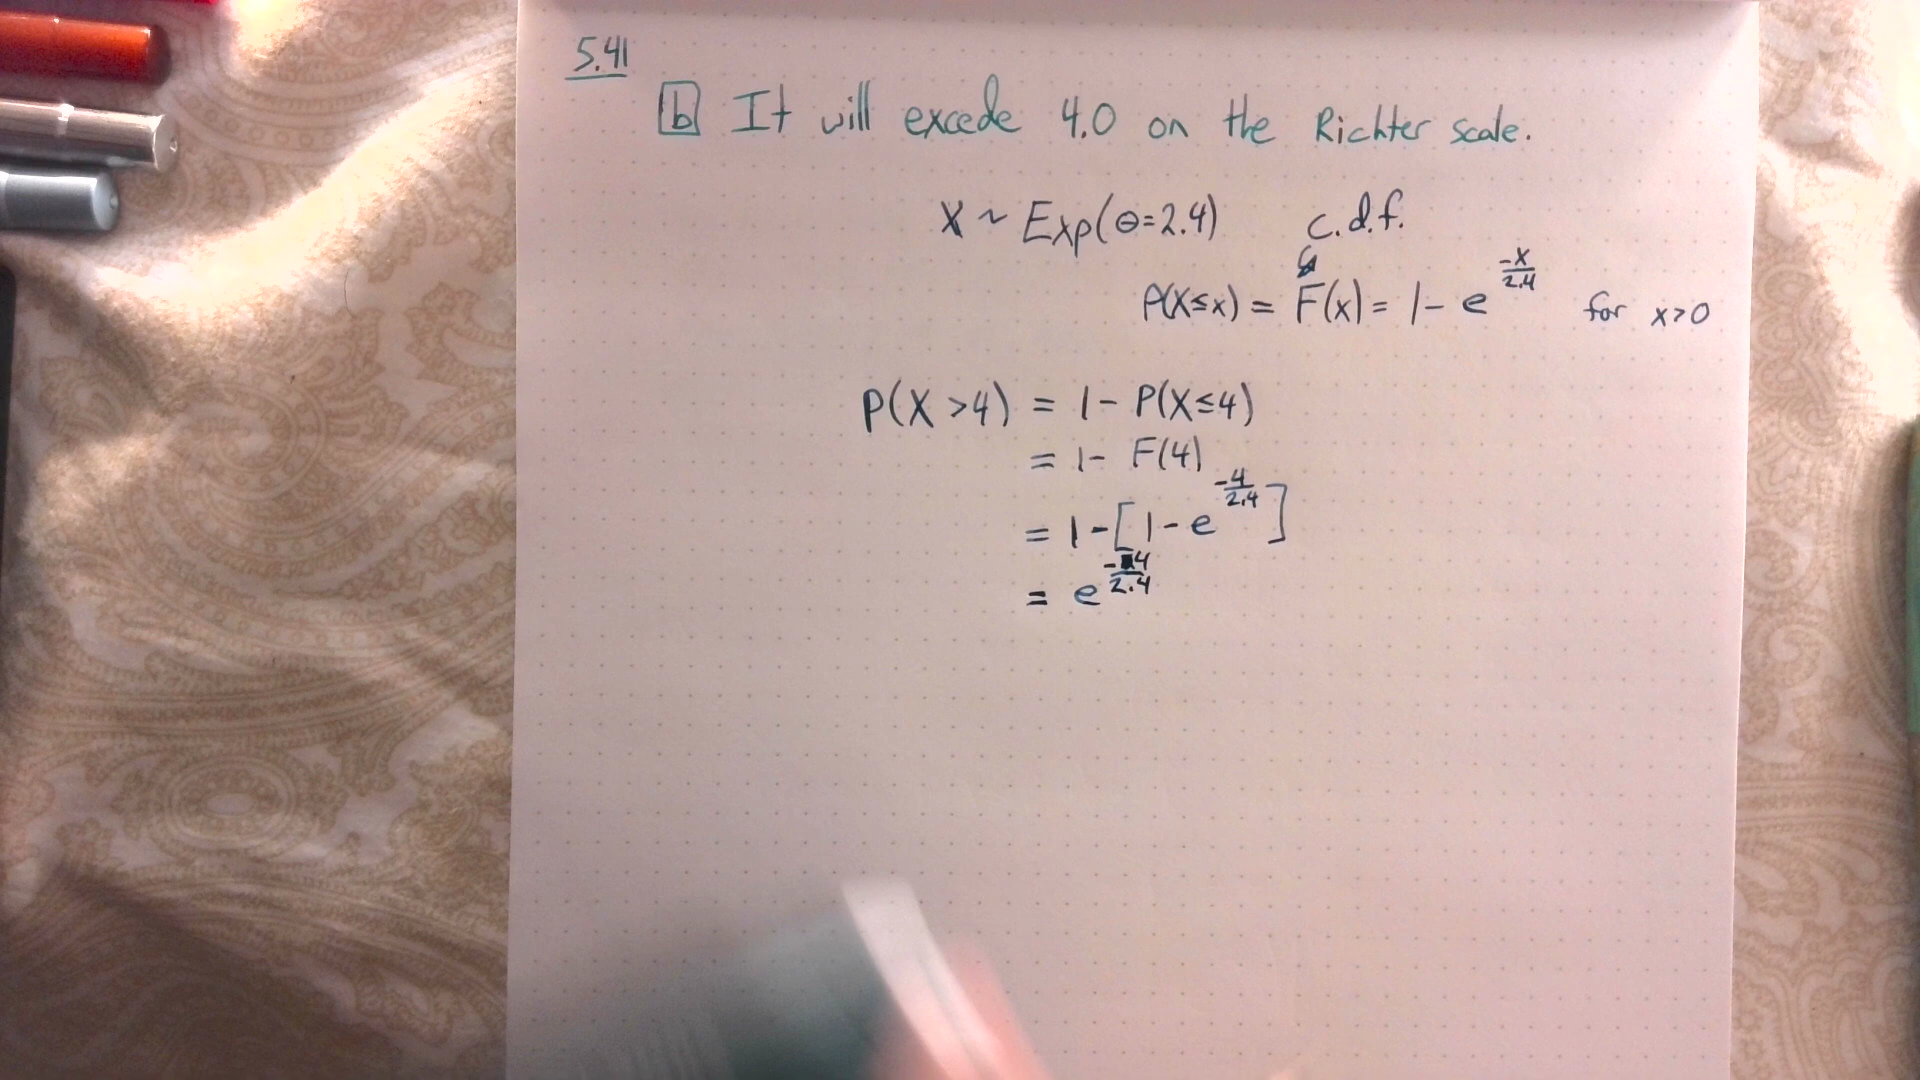 5.41
b It will excede 4.0 on the Richter scale.
X ~ Exp(θ=2.4) c.d.f.
P(X≤x) = F(x) = 1 - e^(-x/2.4) for x>0
P(X >4) = 1 - P(X≤4)
= 1 - F(4)
= 1 - [1 - e^(-4/2.4)]
= e^(-4/2.4)